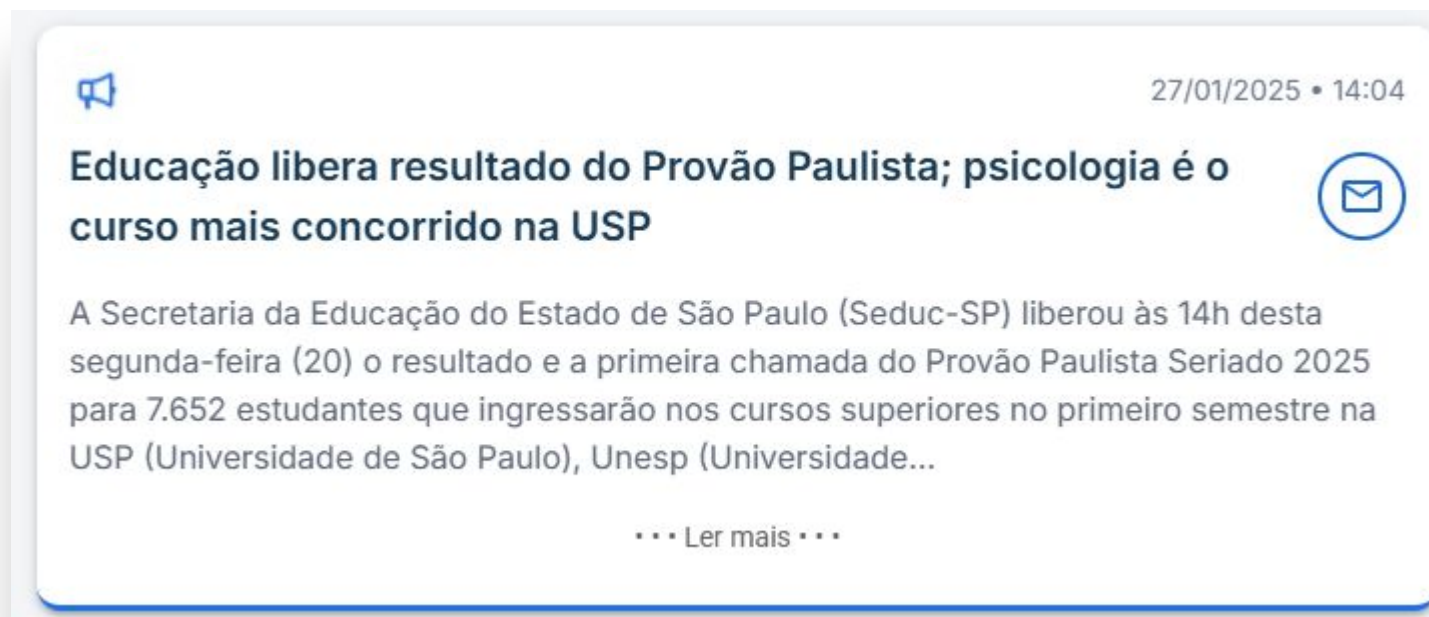 27/01/2025 • 14:04
Educação libera resultado do Provão Paulista; psicologia é o
curso mais concorrido na USP
A Secretaria da Educação do Estado de São Paulo (Seduc-SP) liberou às 14h desta
segunda-feira (20) o resultado e a primeira chamada do Provão Paulista Seriado 2025
para 7.652 estudantes que ingressarão nos cursos superiores no primeiro semestre na
USP (Universidade de São Paulo), Unesp (Universidade...
··· Ler mais ···